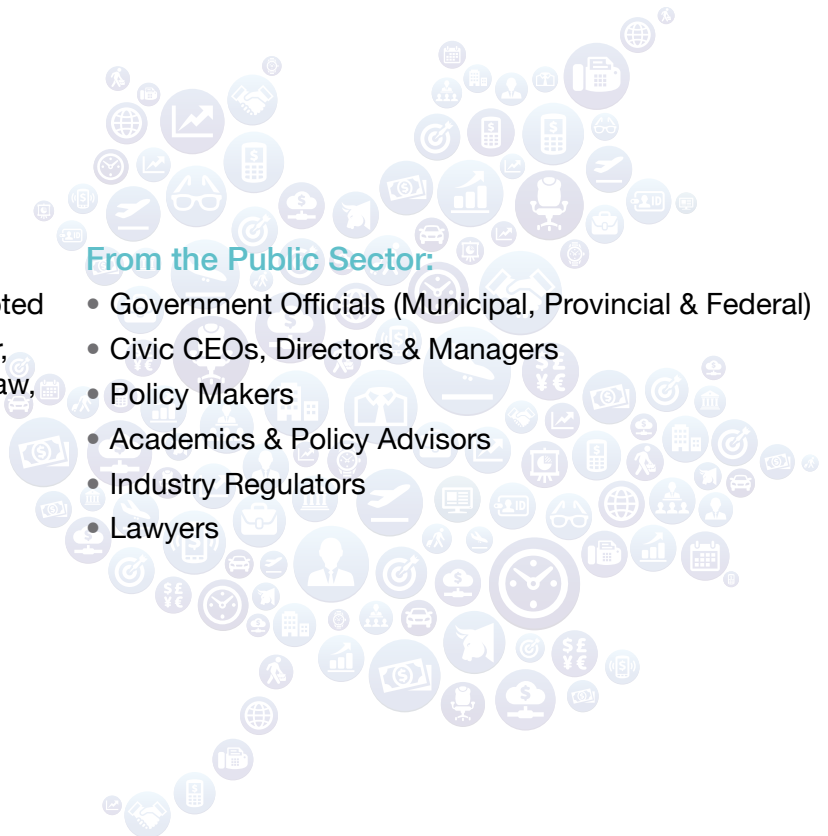 From the Public Sector:
• Government Officials (Municipal, Provincial & Federal)
• Civic CEOs, Directors & Managers
• Policy Makers
• Academics & Policy Advisors
• Industry Regulators
• Lawyers